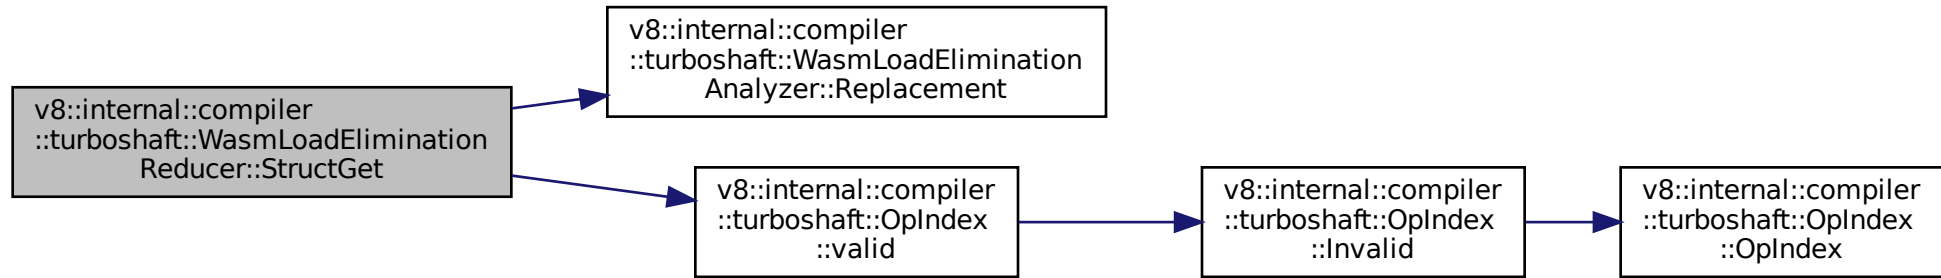 v8::internal::compiler
::turboshaft::WasmLoadElimination
Reducer::StructGet
v8::internal::compiler
::turboshaft::WasmLoadElimination
Analyzer::Replacement
v8::internal::compiler
::turboshaft::OpIndex
::valid
v8::internal::compiler
::turboshaft::OpIndex
::Invalid
v8::internal::compiler
::turboshaft::OpIndex
::OpIndex